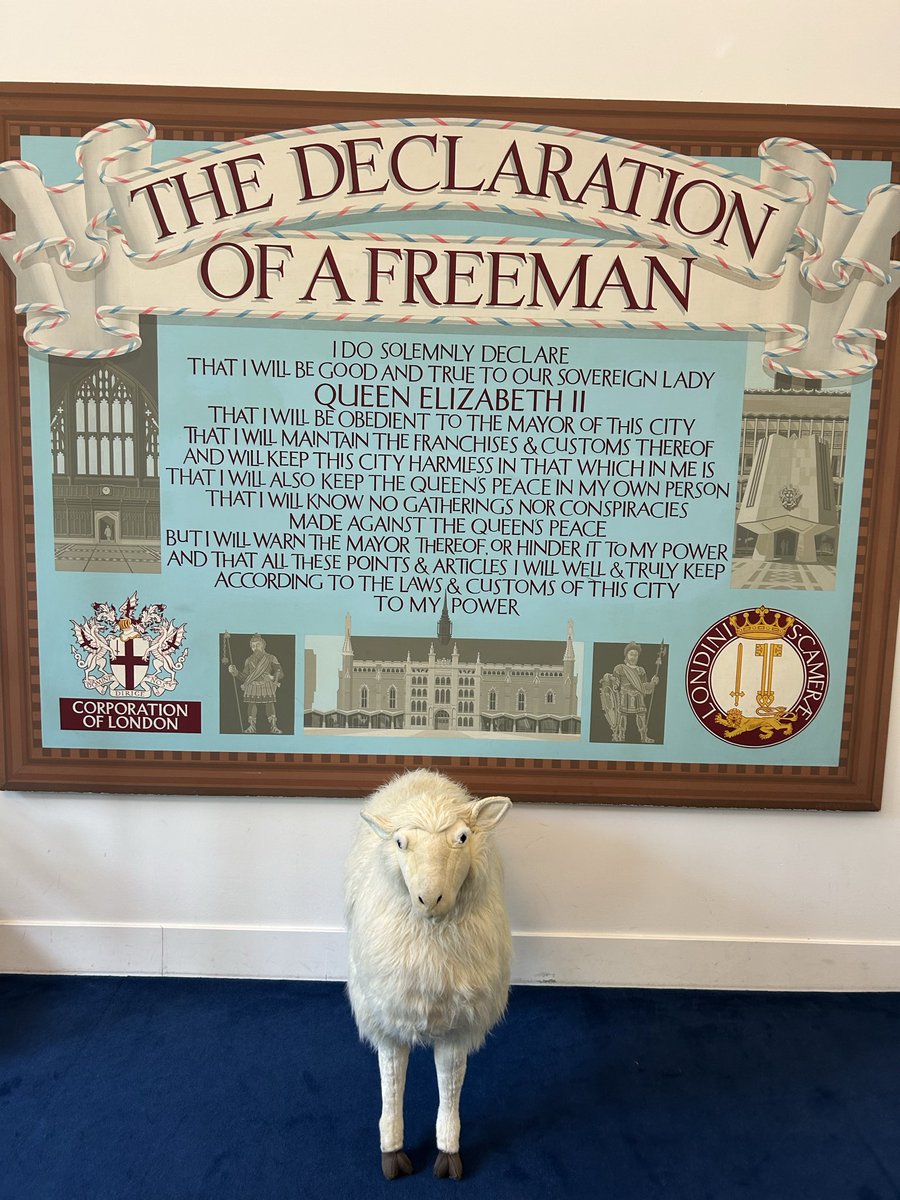 THE DECLARATION
OF A FREEMAN
I DO SOLEMNLY DECLARE
THAT I WILL BE GOOD AND TRUE TO OUR SOVEREIGN LADY
QUEEN ELIZABETH II
THAT I WILL BE OBEDIENT TO THE MAYOR OF THIS CITY
THAT I WILL MAINTAIN THE FRANCHISES & CUSTOMS THEREOF
AND WILL KEEP THIS CITY HARMLESS IN THAT WHICH IN ME IS
THAT I WILL ALSO KEEP THE QUEENS PEACE IN MY OWN PERSON
THAT I WILL KNOW NO GATHERINGS NOR CONSPIRACIES
MADE AGAINST THE QUEENS PEACE
BUT I WILL WARN THE MAYOR THEREOF, OR HINDER IT TO MY POWER
AND THAT ALL THESE POINTS & ARTICLES I WILL WELL & TRULY KEEP
ACCORDING TO THE LAWS & CUSTOMS OF THIS CITY
TO MY POWER
DIRIGE
CORPORATION
OF LONDON
LONDINI S·CAMERÆ